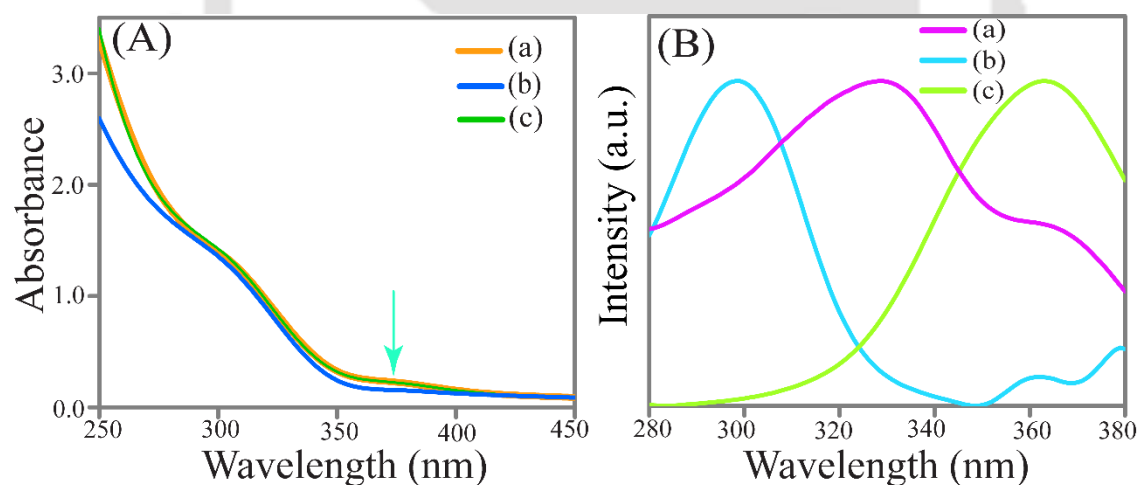 (A)
(a)
(b)
(c)
Absorbance
3.0
2.0
1.0
0.0
250
300
350
400
450
Wavelength (nm)
(B)
(a)
(b)
(c)
Intensity (a.u.)
280
300
320
340
360
380
Wavelength (nm)